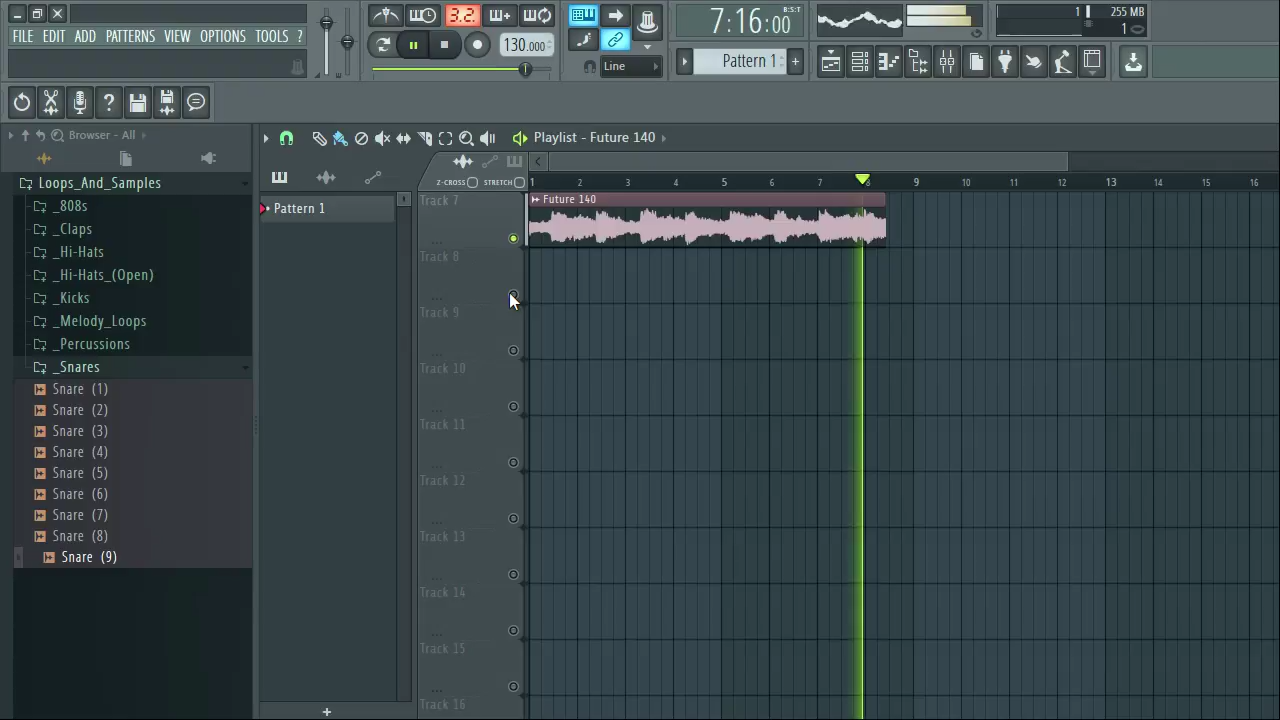 3.2.
7:16:00
B:S:T
1
255 MB
1
FILE EDIT ADD PATTERNS VIEW OPTIONS TOOLS ?
130.000
Line
Pattern 1
+
Browser - All
Playlist - Future 140
Z-CROSS
STRETCH
1 2 3 4 5 6 7 8 9 10 11 12 13 14 15 16
Loops_And_Samples
_808s
_Claps
_Hi-Hats
_Hi-Hats_(Open)
_Kicks
_Melody_Loops
_Percussions
_Snares
Snare (1)
Snare (2)
Snare (3)
Snare (4)
Snare (5)
Snare (6)
Snare (7)
Snare (8)
Snare (9)
Pattern 1
+
Track 7
Future 140
Track 8
Track 9
Track 10
Track 11
Track 12
Track 13
Track 14
Track 15
Track 16